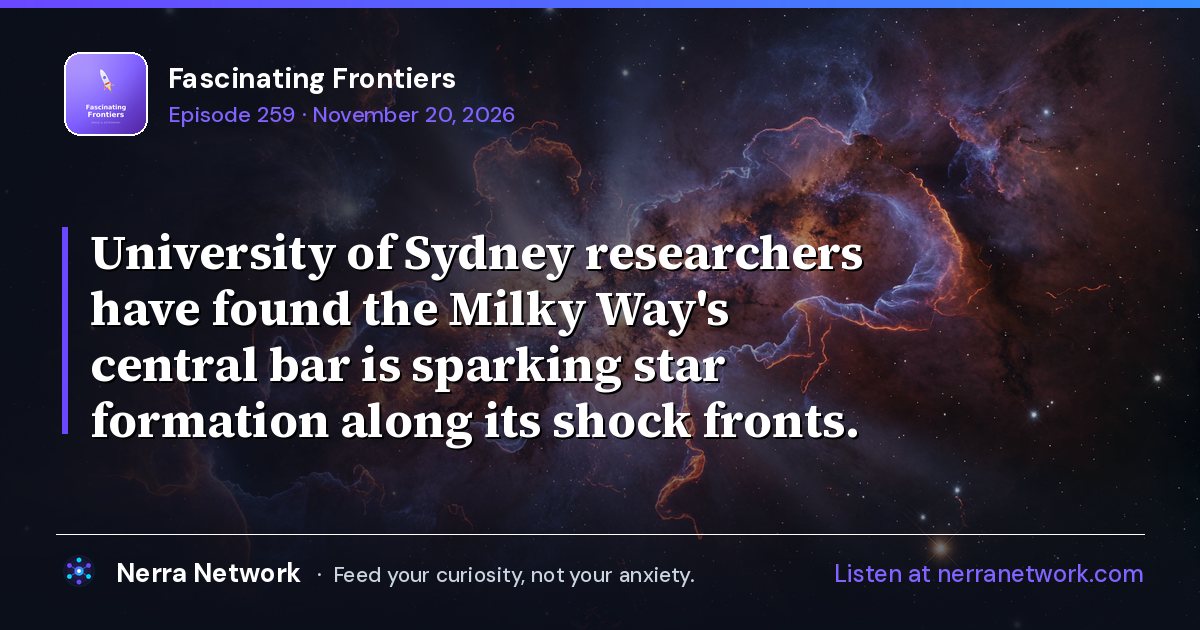 Fascinating Frontiers
Episode 259 · November 20, 2026
Fascinating
Frontiers
University of Sydney researchers
have found the Milky Way's
central bar is sparking star
formation along its shock fronts.
Nerra Network · Feed your curiosity, not your anxiety.
Listen at nerranetwork.com